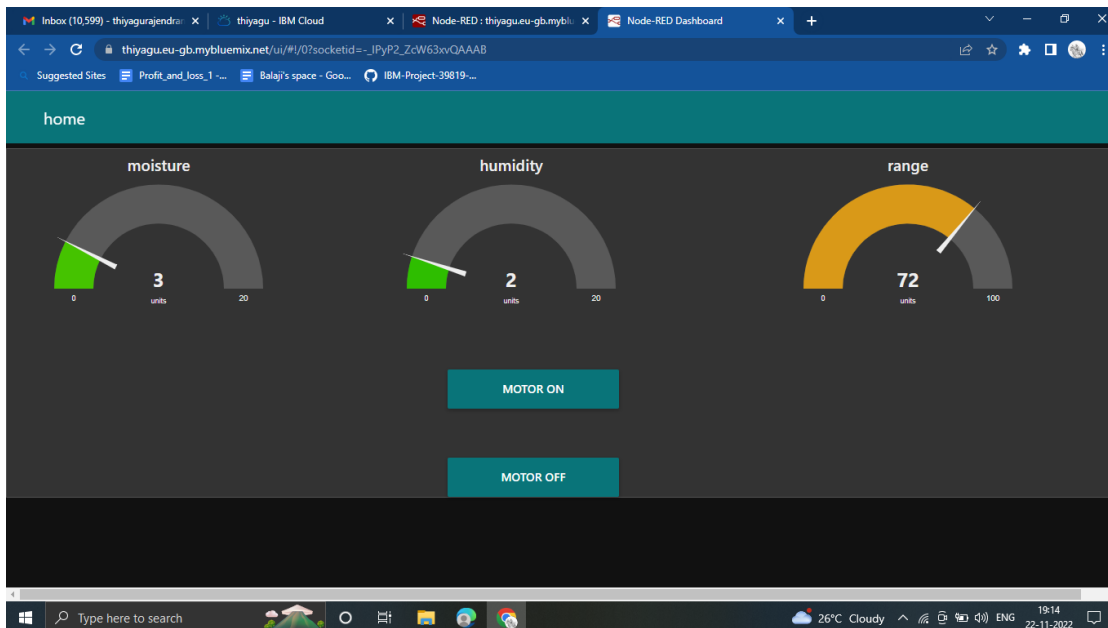 Inbox (10,599) - thiyagurajendran
thiyagu - IBM Cloud
Node-RED : thiyagu.eu-gb.myblu
Node-RED Dashboard
thiyagu.eu-gb.mybluemix.net/ui/#!/0?socketid=-_IPyP2_ZcW63xvQAAAB
Suggested Sites Profit_and_loss_1 -... Balaji's space - Goo... IBM-Project-39819-...
home
moisture humidity range
3 2 72
units units units
0 20 0 20 0 100
MOTOR ON
MOTOR OFF
Type here to search
26°C Cloudy ENG
19:14
22-11-2022